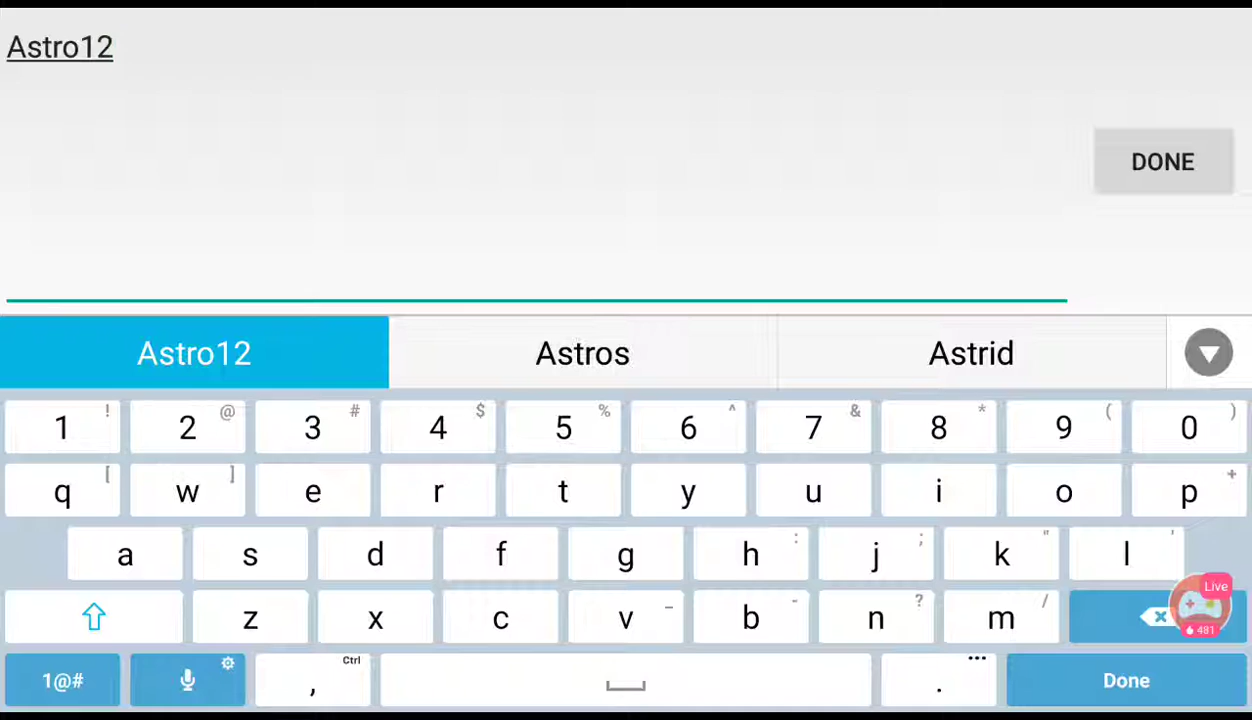 Astro12
DONE
Astro12 Astros Astrid
1 ! 2 @ 3 # 4 $ 5 % 6 ^ 7 & 8 * 9 ( 0 )
q [ w ] e r t y u i o p +
a s d f g h : j ; k " l '
z x c v _ b - n ? m /
Live
481
1@# , Ctrl . ... Done